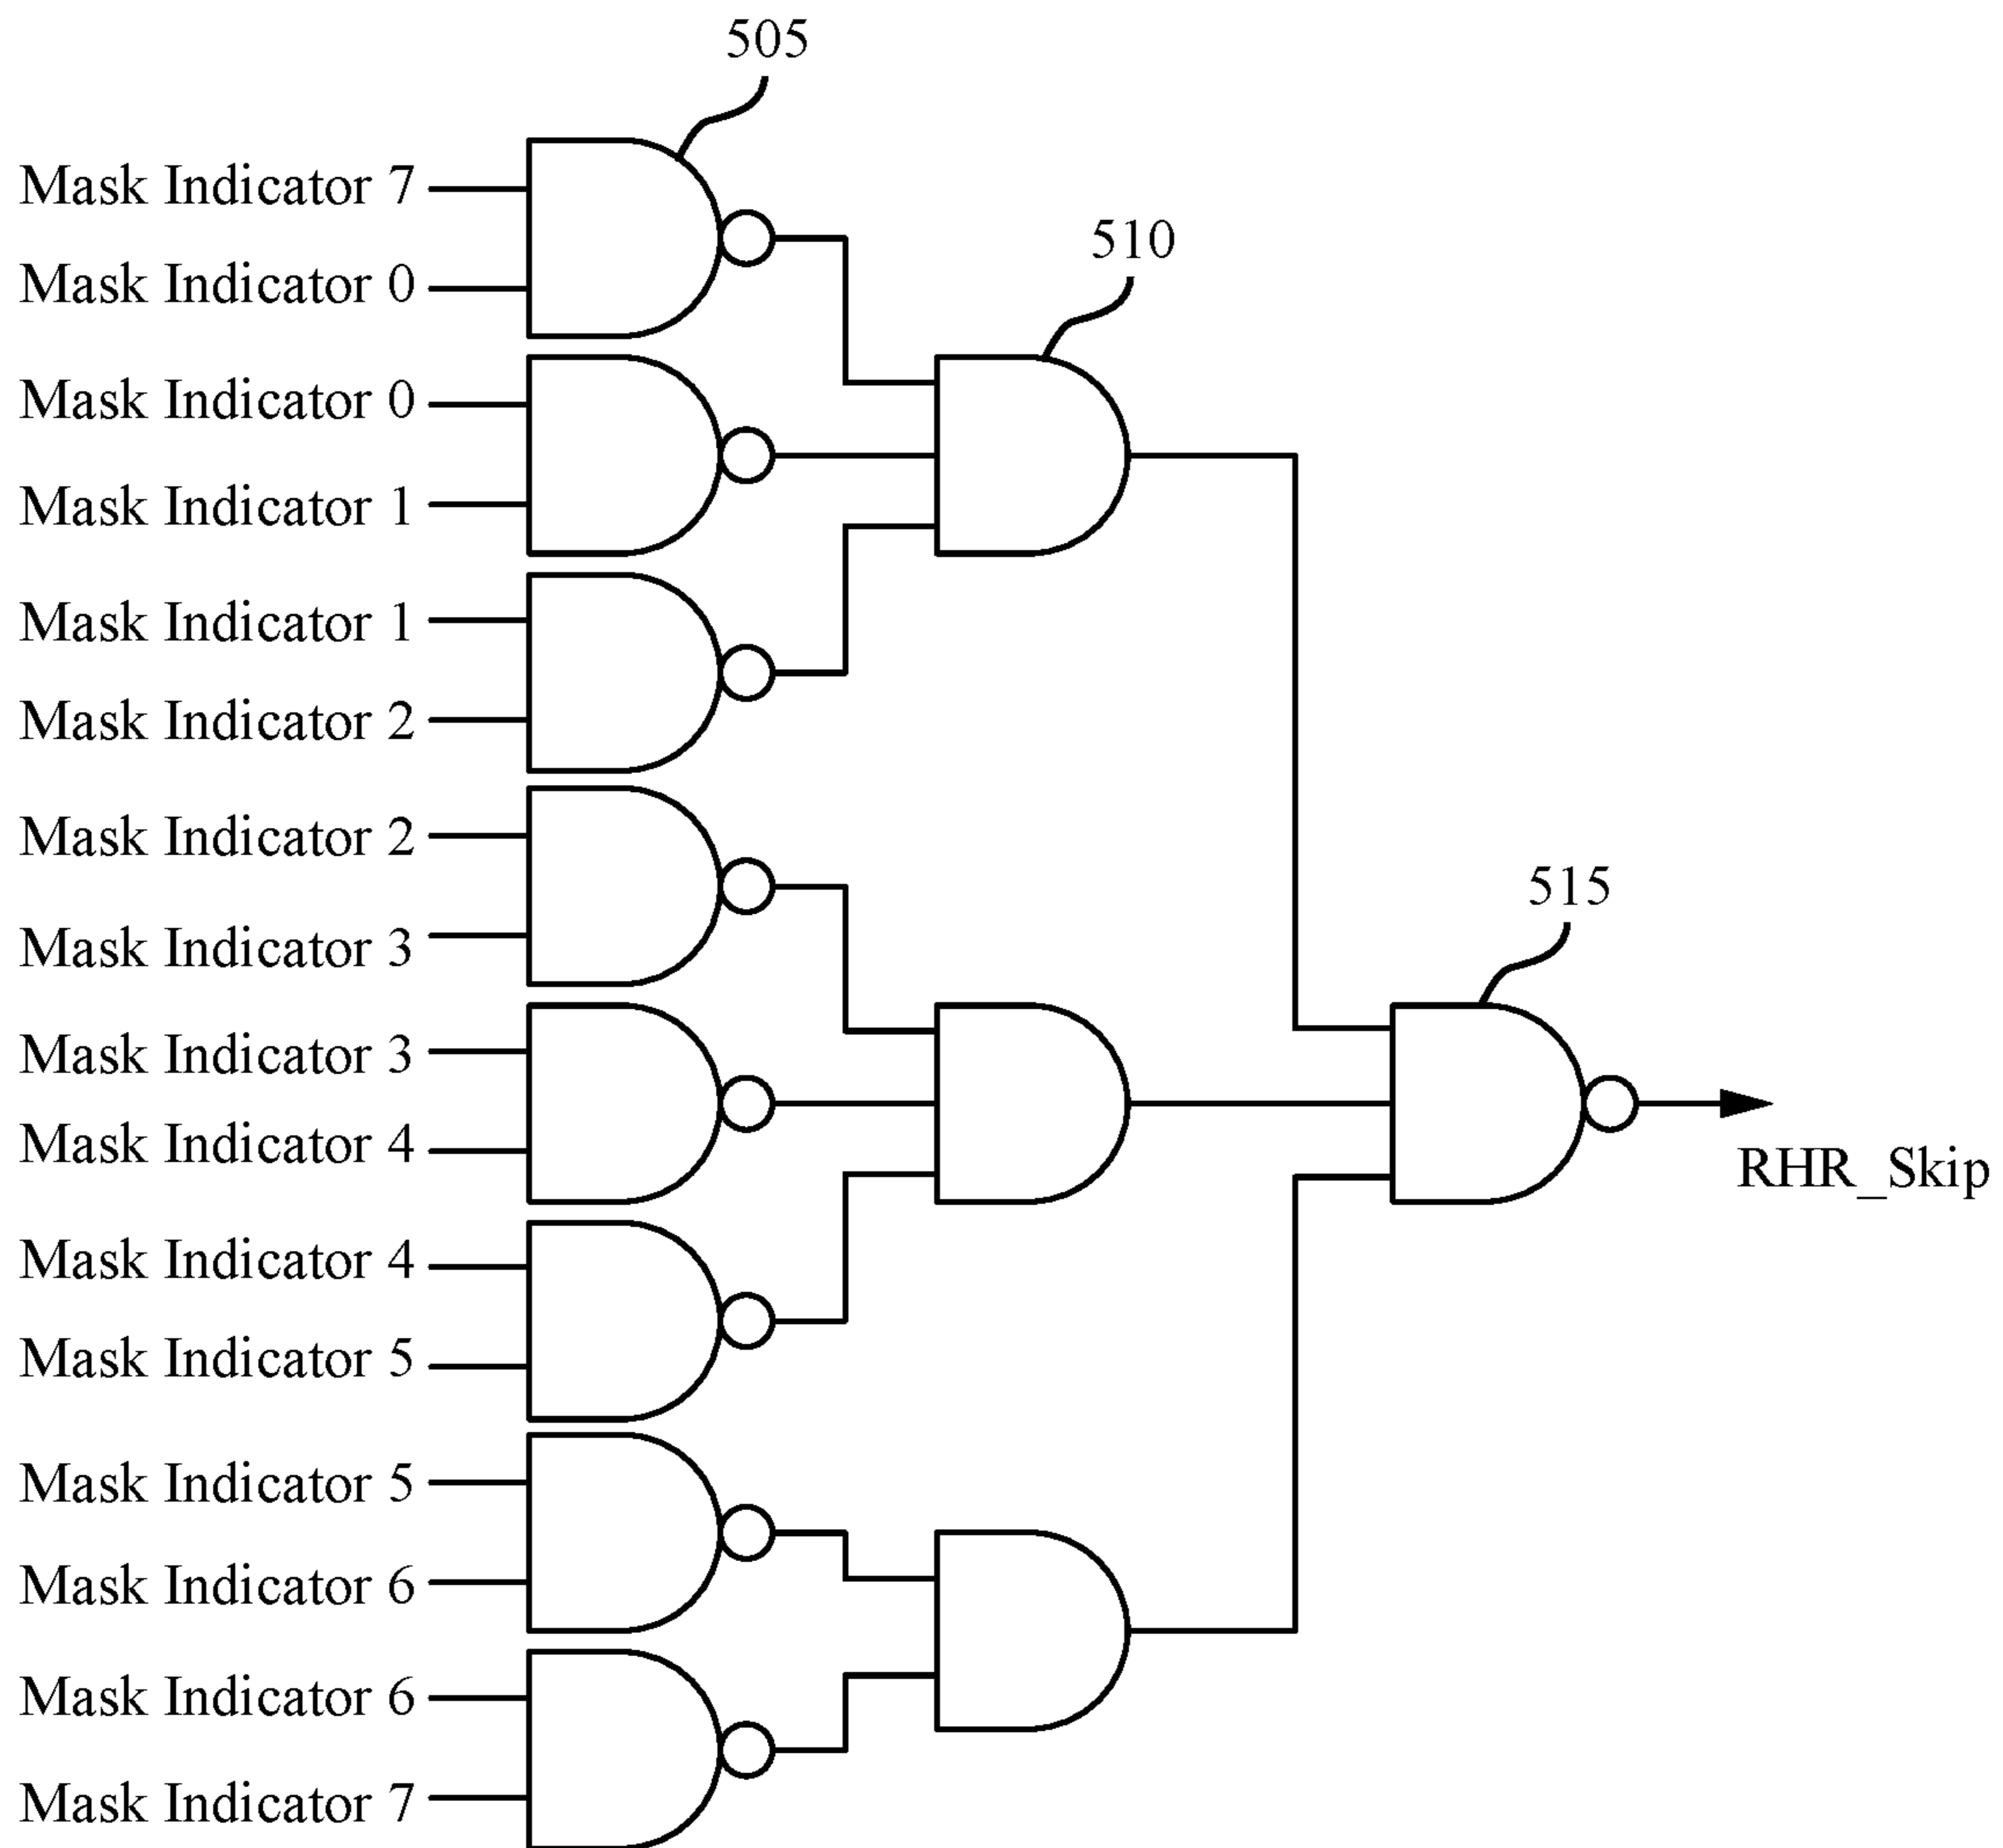 505
Mask Indicator 7
510
Mask Indicator 0
Mask Indicator 0
Mask Indicator 1
Mask Indicator 1
Mask Indicator 2
Mask Indicator 2
515
Mask Indicator 3
Mask Indicator 3
Mask Indicator 4
RHR_Skip
Mask Indicator 4
Mask Indicator 5
Mask Indicator 5
Mask Indicator 6
Mask Indicator 6
Mask Indicator 7